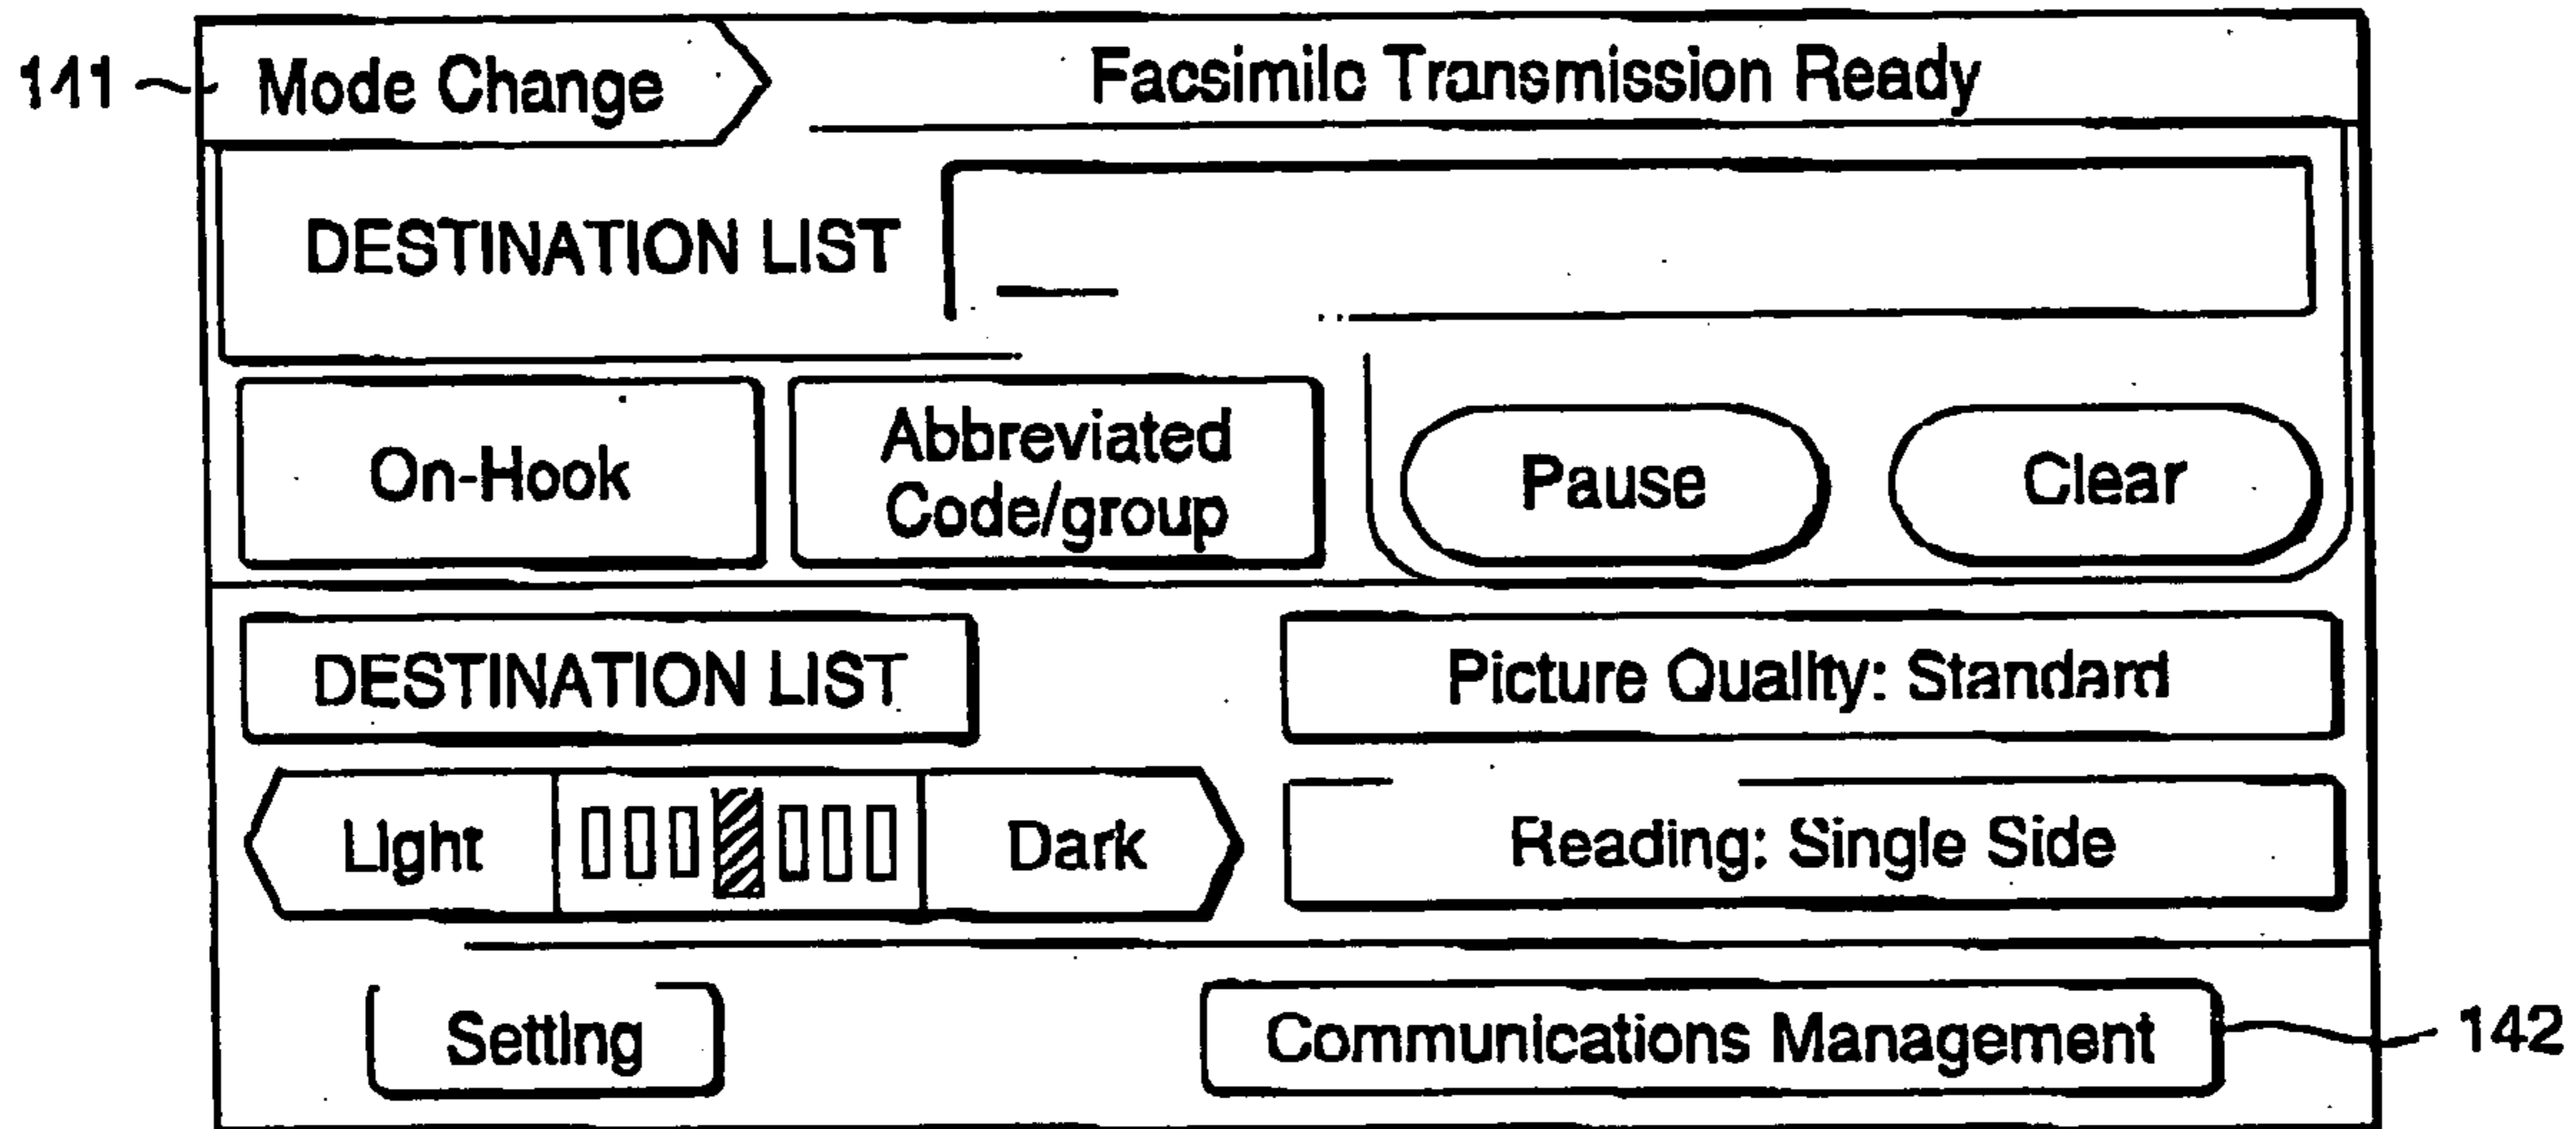 141 Mode Change Facsimile Transmission Ready
DESTINATION LIST
On-Hook
Abbreviated
Code/group
Pause
Clear
DESTINATION LIST
Picture Quality: Standard
Light
Dark
Reading: Single Side
Setting
Communications Management 142